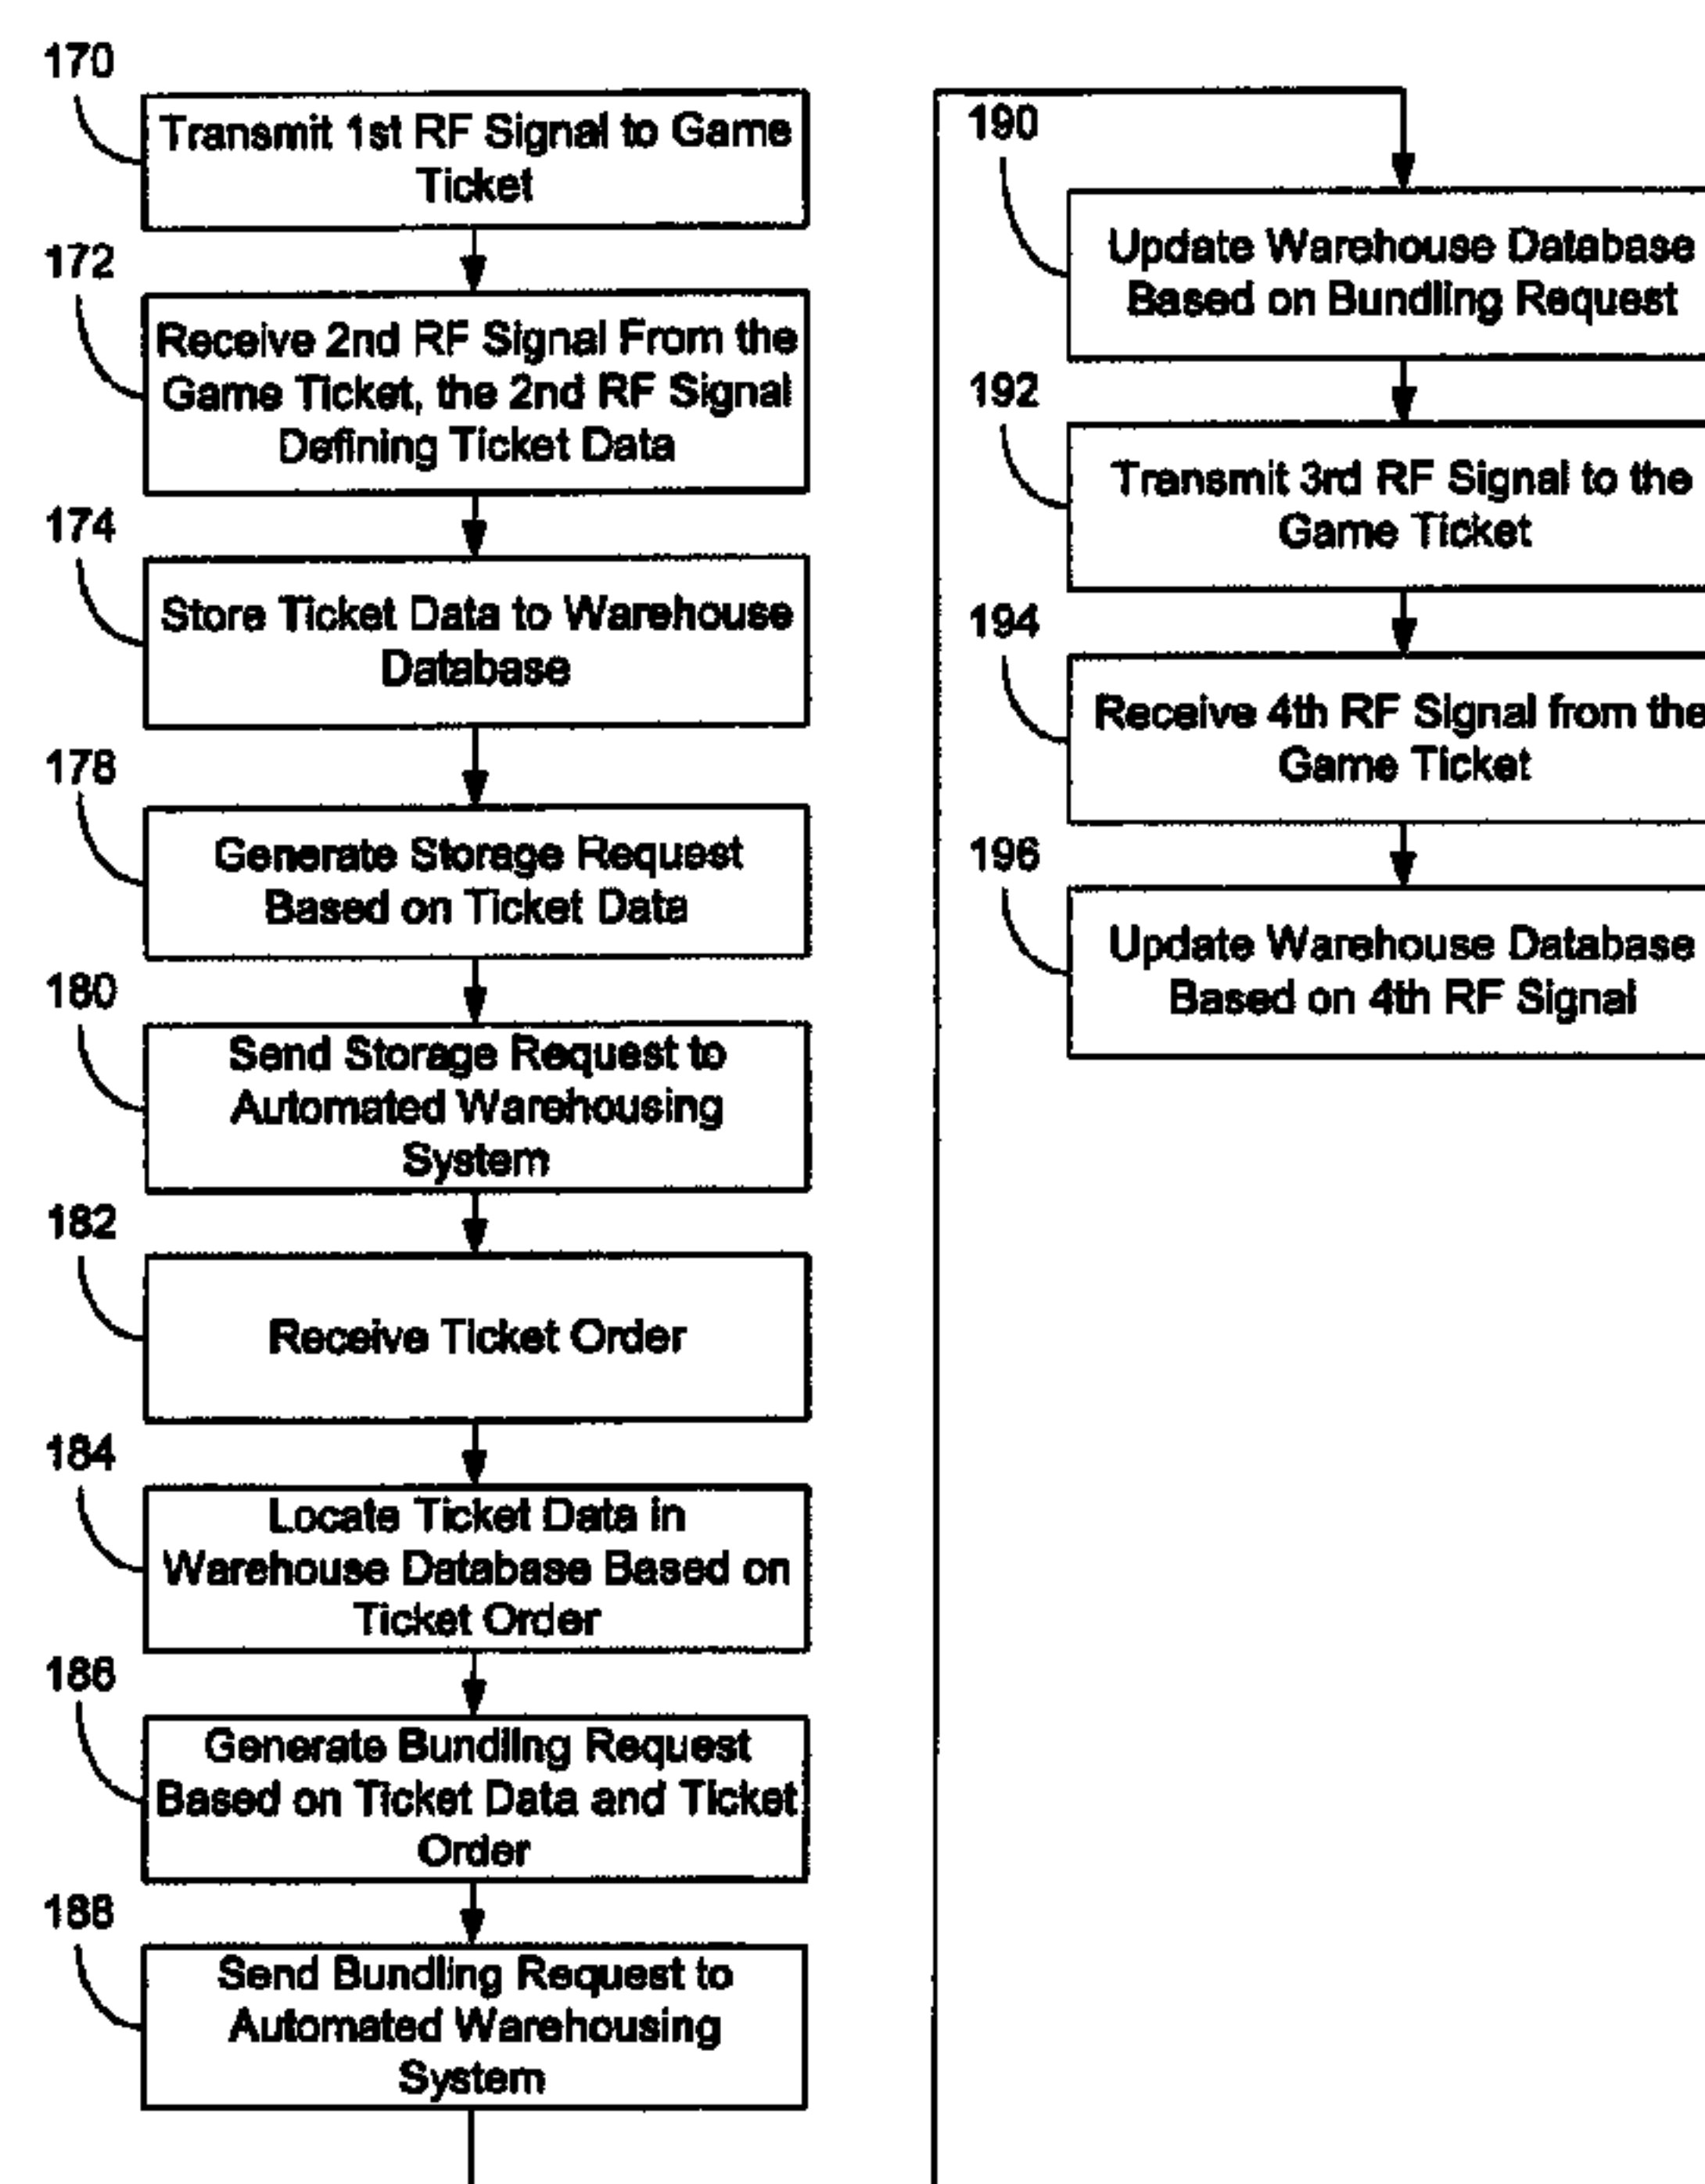 170
Transmit 1st RF Signal to Game
Ticket
172
Receive 2nd RF Signal From the
Game Ticket, the 2nd RF Signal
Defining Ticket Data
174
Store Ticket Data to Warehouse
Database
178
Generate Storage Request
Based on Ticket Data
180
Send Storage Request to
Automated Warehousing
System
182
Receive Ticket Order
184
Locate Ticket Data in
Warehouse Database Based on
Ticket Order
186
Generate Bundling Request
Based on Ticket Data and Ticket
Order
188
Send Bundling Request to
Automated Warehousing
System
190
Update Warehouse Database
Based on Bundling Request
192
Transmit 3rd RF Signal to the
Game Ticket
194
Receive 4th RF Signal from the
Game Ticket
196
Update Warehouse Database
Based on 4th RF Signal